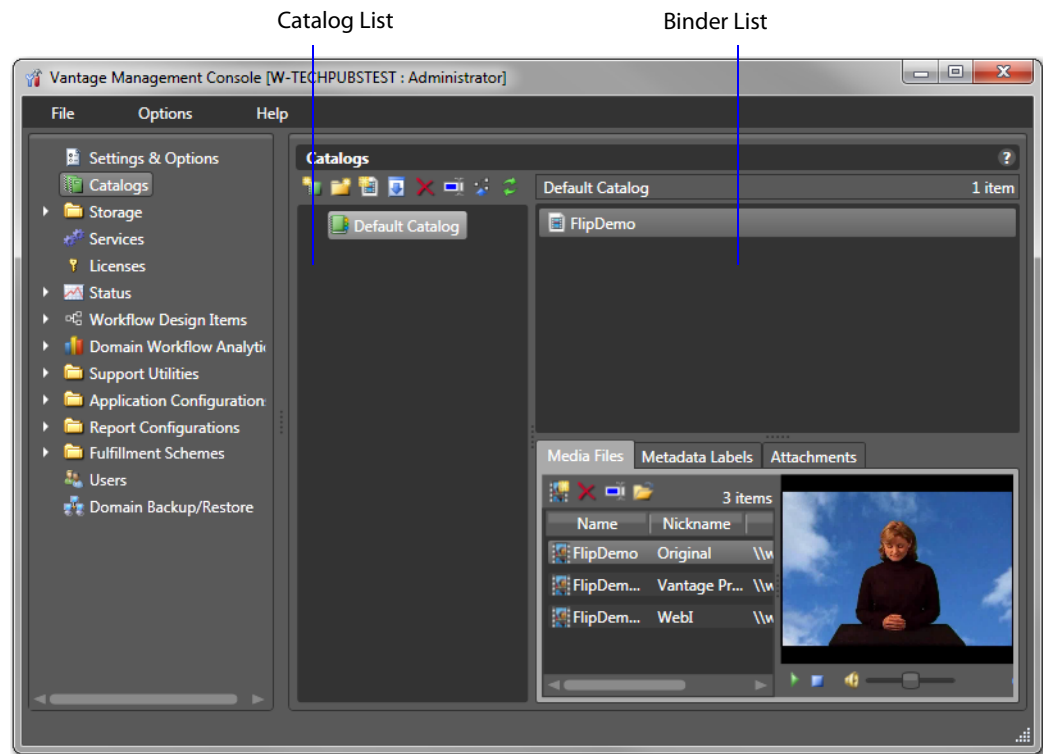 Catalog List
Binder List
Vantage Management Console [W-TECHPUBSTEST : Administrator]
File Options Help
Settings & Options
Catalogs
Storage
Services
Licenses
Status
Workflow Design Items
Domain Workflow Analytic
Support Utilities
Application Configuration
Report Configurations
Fulfillment Schemes
Users
Domain Backup/Restore
Catalogs ?
Default Catalog
Default Catalog 1 item
FlipDemo
Media Files Metadata Labels Attachments
3 items
Name Nickname
FlipDemo Original \\w
FlipDem... Vantage Pr... \\w
FlipDem... WebI \\w